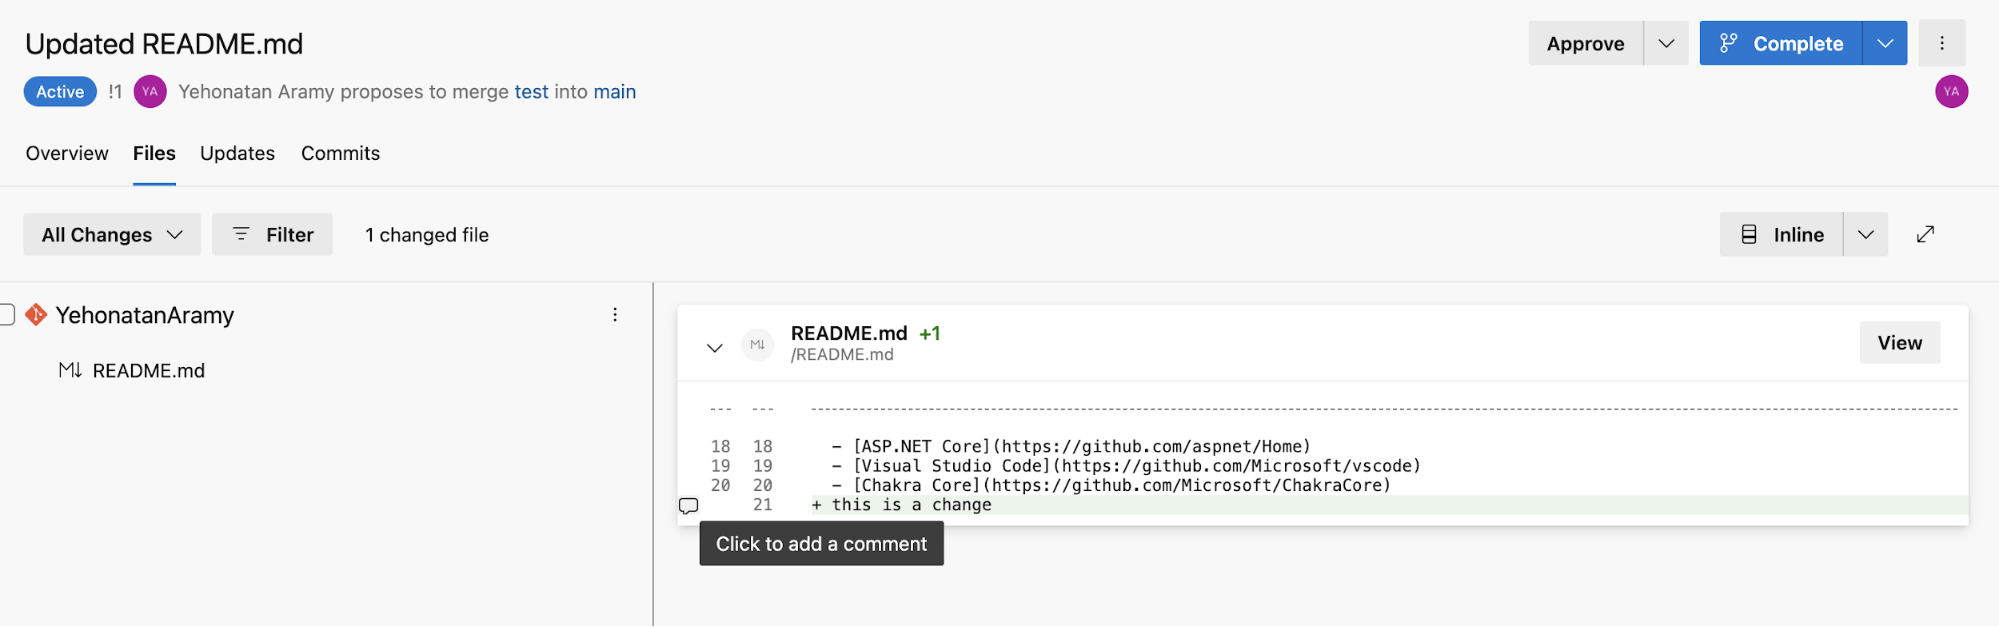 Updated README.md
Approve
Complete
Active !1 YA Yehonatan Aramy proposes to merge test into main
YA
Overview Files Updates Commits
All Changes Filter 1 changed file
Inline
YehonatanAramy
M↓ README.md
M↓ README.md +1
/README.md
View
--- --- ----------------------------------------------------------------
18 18 - [ASP.NET Core](https://github.com/aspnet/Home)
19 19 - [Visual Studio Code](https://github.com/Microsoft/vscode)
20 20 - [Chakra Core](https://github.com/Microsoft/ChakraCore)
21 + this is a change
Click to add a comment